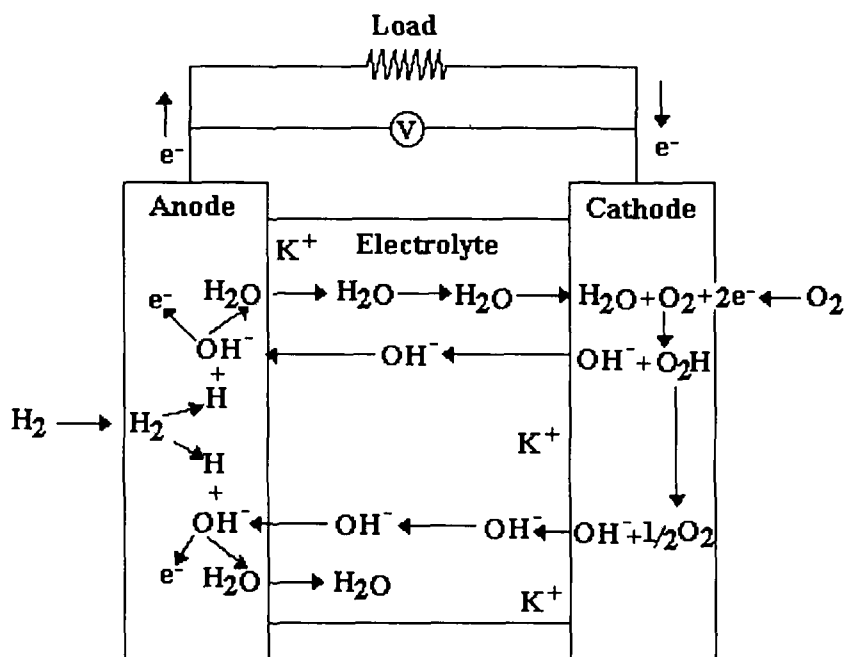 Load
V
e⁻ e⁻
Anode Cathode
K⁺ Electrolyte
e⁻ H₂O H₂O H₂O H₂O+O₂+2e⁻ O₂
OH⁻ OH⁻ OH⁻+O₂H
+
H
H₂ H₂ K⁺
H
+
OH⁻ OH⁻ OH⁻ OH⁻+1/2O₂
e⁻ H₂O H₂O K⁺